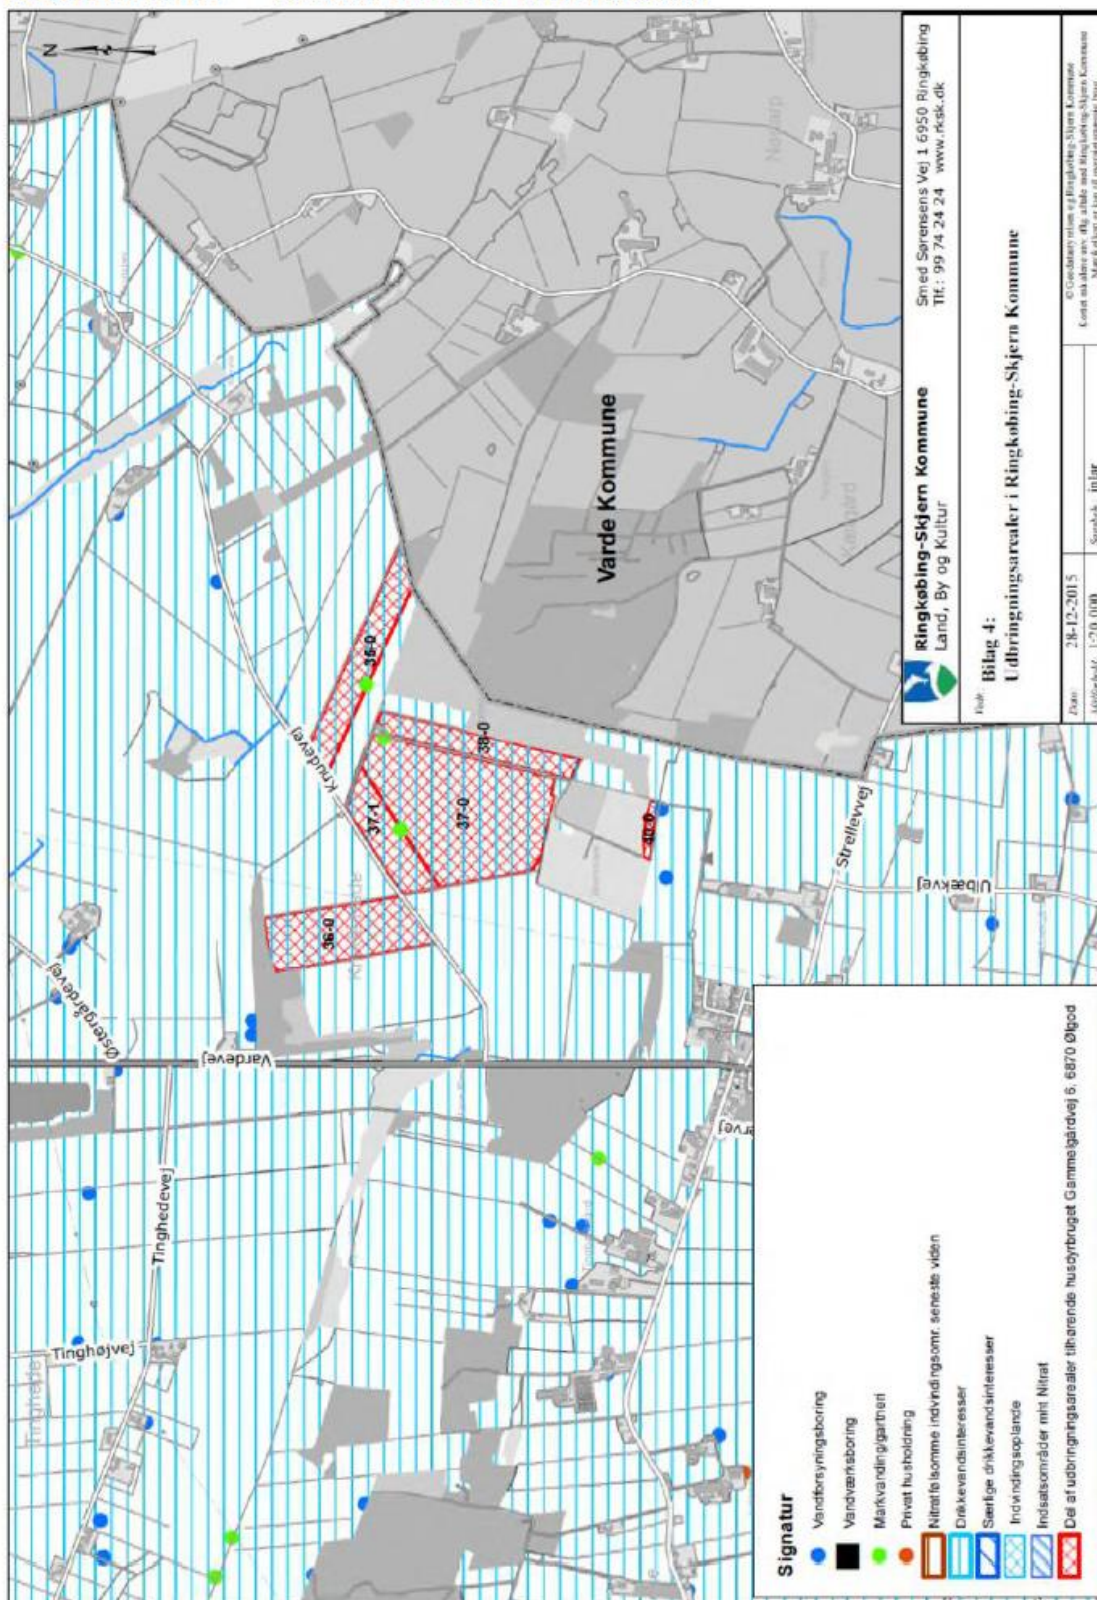 Ringkøbing-Skjern Kommune
Land, By og Kultur
Smed Sørensens Vej 1 6950 Ringkøbing
Tlf.: 99 74 24 24 www.rksk.dk
Bilag 4:
Udbringningsarealer i Ringkøbing-Skjern Kommune
Dato: 28-12-2015
1:20.000
N
Varde Kommune
Nørtarp
Knudevej
35-0
38-0
37-1
37-0
36-0
40-0
Strellevvej
Ulbækvej
Østergårdevej
Vardevej
Tinghedevej
Tinghøjvej
Tinghede
Signatur
Vandforsyningsboring
Vandværksboring
Markvanding/gartneri
Privat husholdning
Nitratfølsomme indvindingsomr. seneste viden
Drikkevandsinteresser
Særlige drikkevandsinteresser
Indvindingsoplande
Indsatsområder mht Nitrat
Del af udbringningsarealer tilhørende husdyrbruget Gammelgårdvej 6, 6870 Ølgod